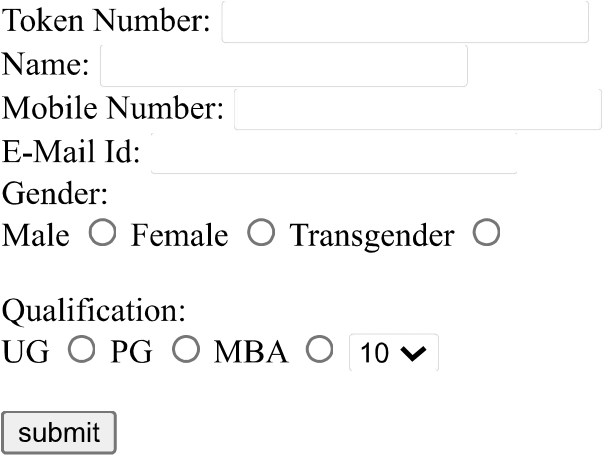 Token Number:
Name:
Mobile Number:
E-Mail Id:
Gender:
Male Female Transgender
Qualification:
UG PG MBA 10
submit